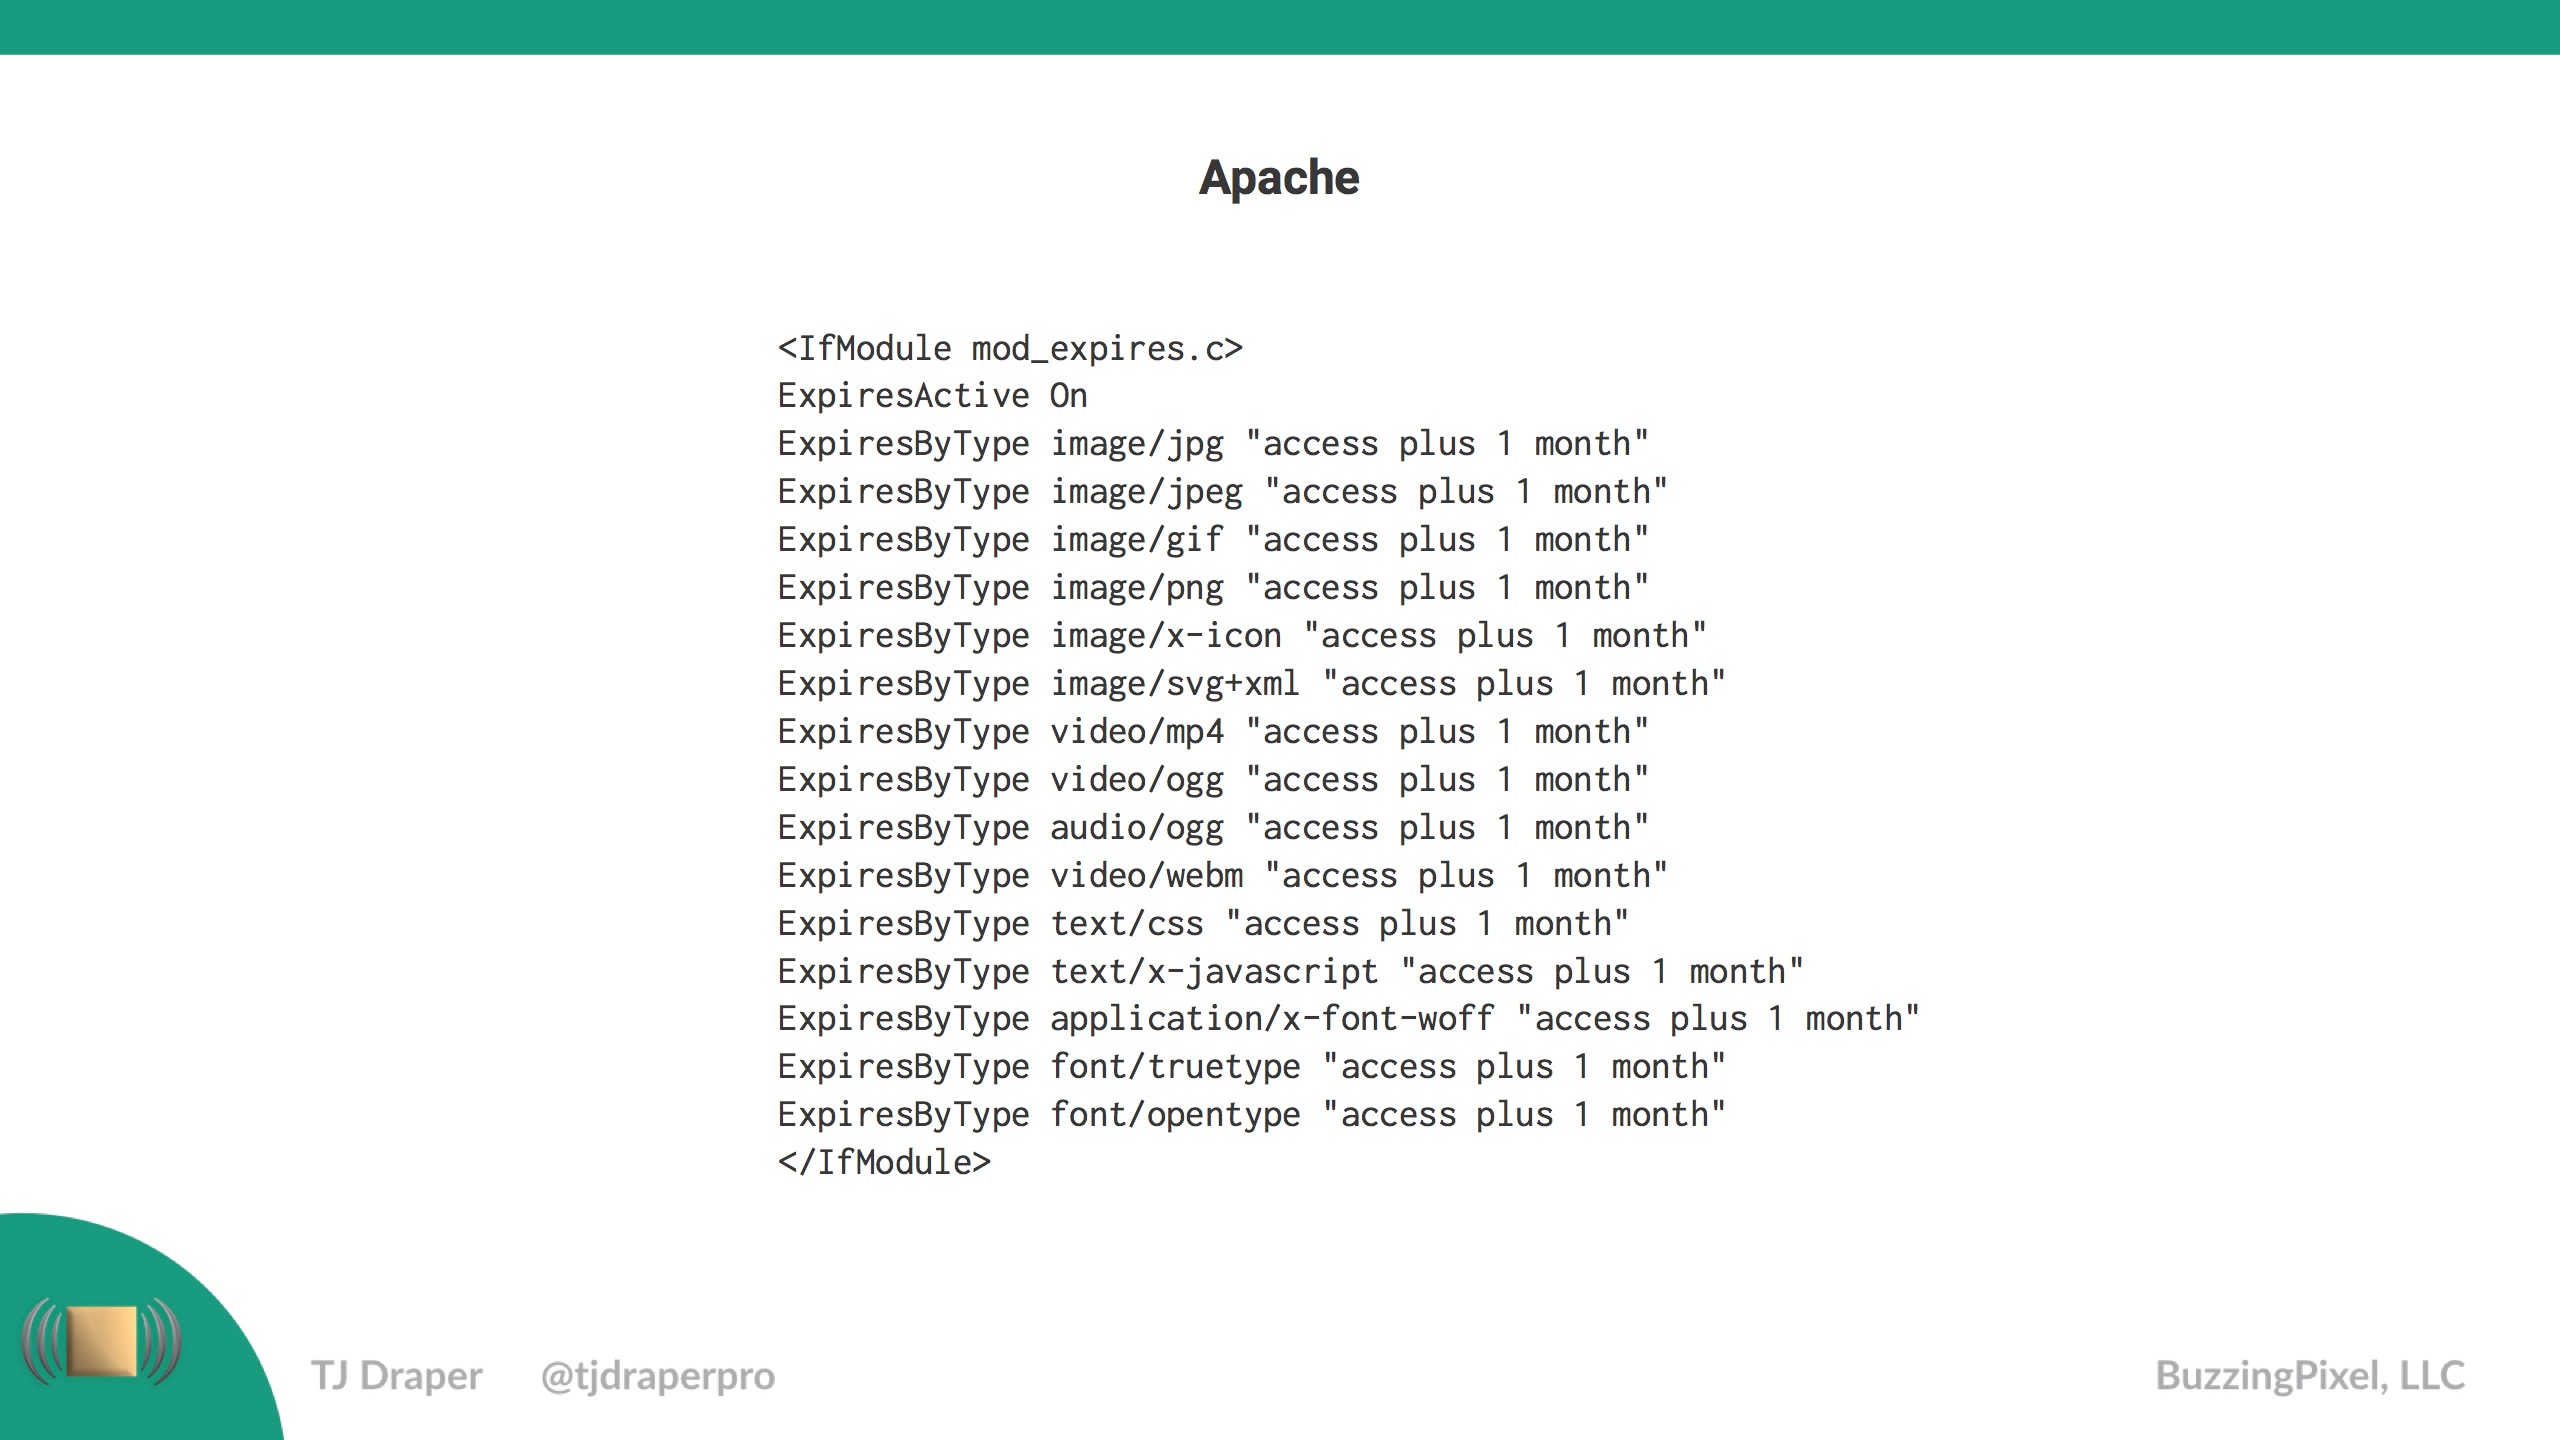 Apache
<IfModule mod_expires.c>
ExpiresActive On
ExpiresByType image/jpg "access plus 1 month"
ExpiresByType image/jpeg "access plus 1 month"
ExpiresByType image/gif "access plus 1 month"
ExpiresByType image/png "access plus 1 month"
ExpiresByType image/x-icon "access plus 1 month"
ExpiresByType image/svg+xml "access plus 1 month"
ExpiresByType video/mp4 "access plus 1 month"
ExpiresByType video/ogg "access plus 1 month"
ExpiresByType audio/ogg "access plus 1 month"
ExpiresByType video/webm "access plus 1 month"
ExpiresByType text/css "access plus 1 month"
ExpiresByType text/x-javascript "access plus 1 month"
ExpiresByType application/x-font-woff "access plus 1 month"
ExpiresByType font/truetype "access plus 1 month"
ExpiresByType font/opentype "access plus 1 month"
</IfModule>
TJ Draper @tjdraperpro BuzzingPixel, LLC